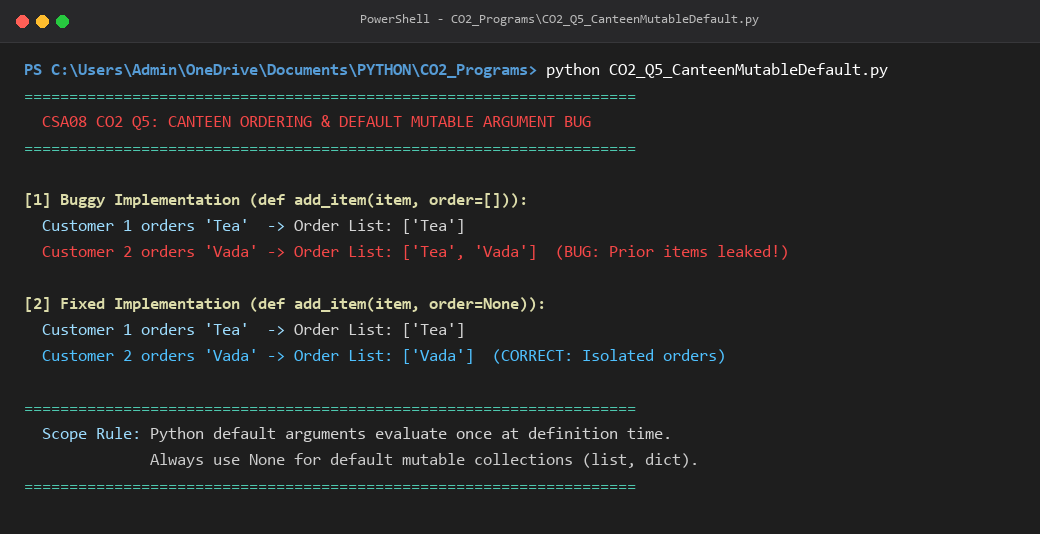 PowerShell - CO2_Programs\CO2_Q5_CanteenMutableDefault.py
PS C:\Users\Admin\OneDrive\Documents\PYTHON\CO2_Programs> python CO2_Q5_CanteenMutableDefault.py
====================================================================
CSA08 CO2 Q5: CANTEEN ORDERING & DEFAULT MUTABLE ARGUMENT BUG
====================================================================
[1] Buggy Implementation (def add_item(item, order=[])):
Customer 1 orders 'Tea'  -> Order List: ['Tea']
Customer 2 orders 'Vada' -> Order List: ['Tea', 'Vada']  (BUG: Prior items leaked!)
[2] Fixed Implementation (def add_item(item, order=None)):
Customer 1 orders 'Tea'  -> Order List: ['Tea']
Customer 2 orders 'Vada' -> Order List: ['Vada']  (CORRECT: Isolated orders)
====================================================================
Scope Rule: Python default arguments evaluate once at definition time.
Always use None for default mutable collections (list, dict).
====================================================================